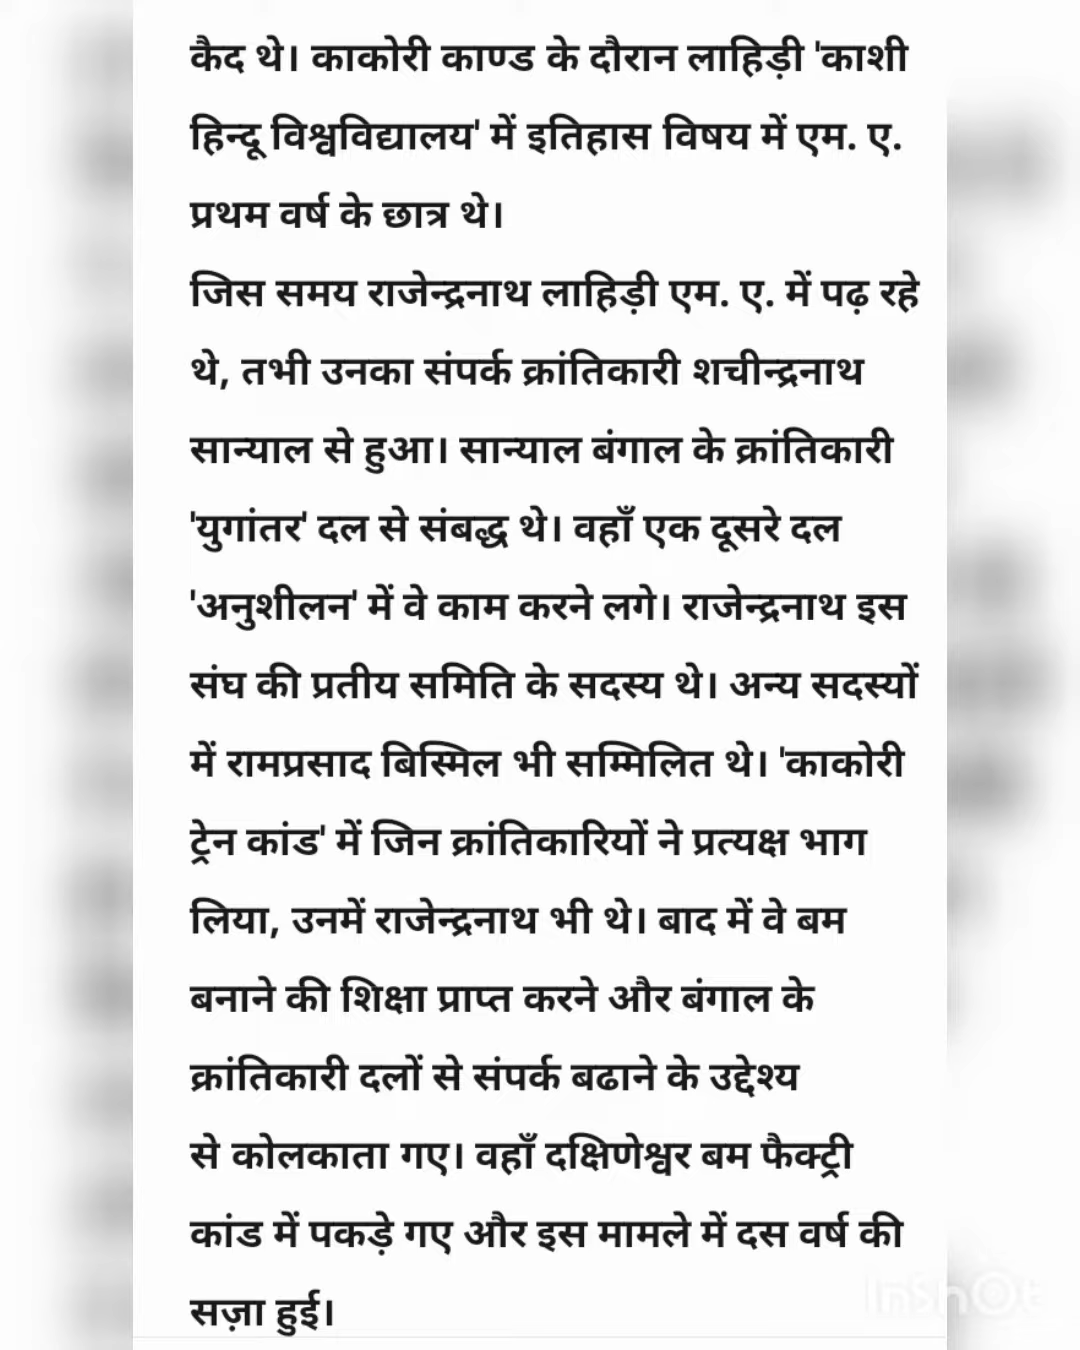 कैद थे। काकोरी काण्ड के दौरान लाहिड़ी 'काशी
हिन्दू विश्वविद्यालय' में इतिहास विषय में एम. ए.
प्रथम वर्ष के छात्र थे।
जिस समय राजेन्द्रनाथ लाहिड़ी एम. ए. में पढ़ रहे
थे, तभी उनका संपर्क क्रांतिकारी शचीन्द्रनाथ
सान्याल से हुआ। सान्याल बंगाल के क्रांतिकारी
'युगांतर' दल से संबद्ध थे। वहाँ एक दूसरे दल
'अनुशीलन' में वे काम करने लगे। राजेन्द्रनाथ इस
संघ की प्रतीय समिति के सदस्य थे। अन्य सदस्यों
में रामप्रसाद बिस्मिल भी सम्मिलित थे। 'काकोरी
ट्रेन कांड' में जिन क्रांतिकारियों ने प्रत्यक्ष भाग
लिया, उनमें राजेन्द्रनाथ भी थे। बाद में वे बम
बनाने की शिक्षा प्राप्त करने और बंगाल के
क्रांतिकारी दलों से संपर्क बढाने के उद्देश्य
से कोलकाता गए। वहाँ दक्षिणेश्वर बम फैक्ट्री
कांड में पकड़े गए और इस मामले में दस वर्ष की
सज़ा हुई।
InShOt